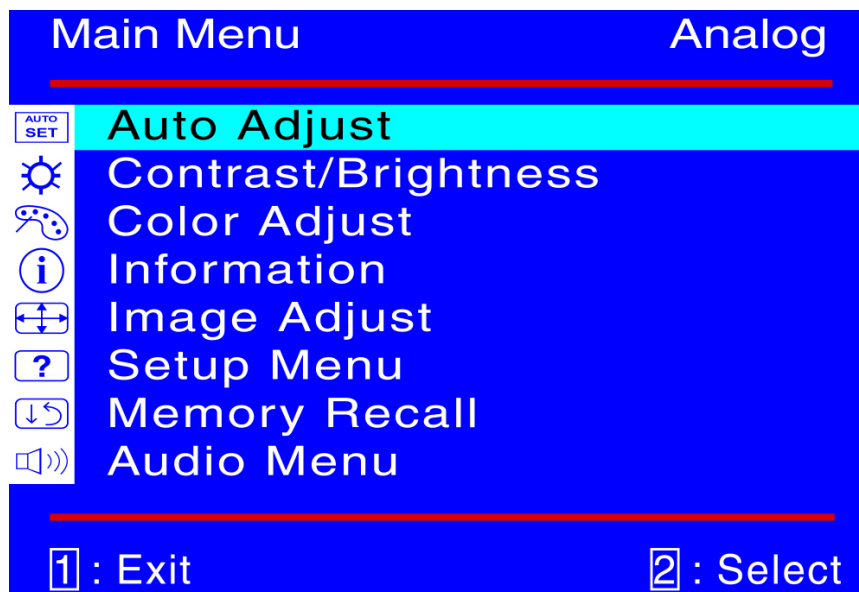 Main Menu Analog
AUTO SET Auto Adjust
Contrast/Brightness
Color Adjust
i Information
Image Adjust
? Setup Menu
Memory Recall
Audio Menu
1 : Exit 2 : Select